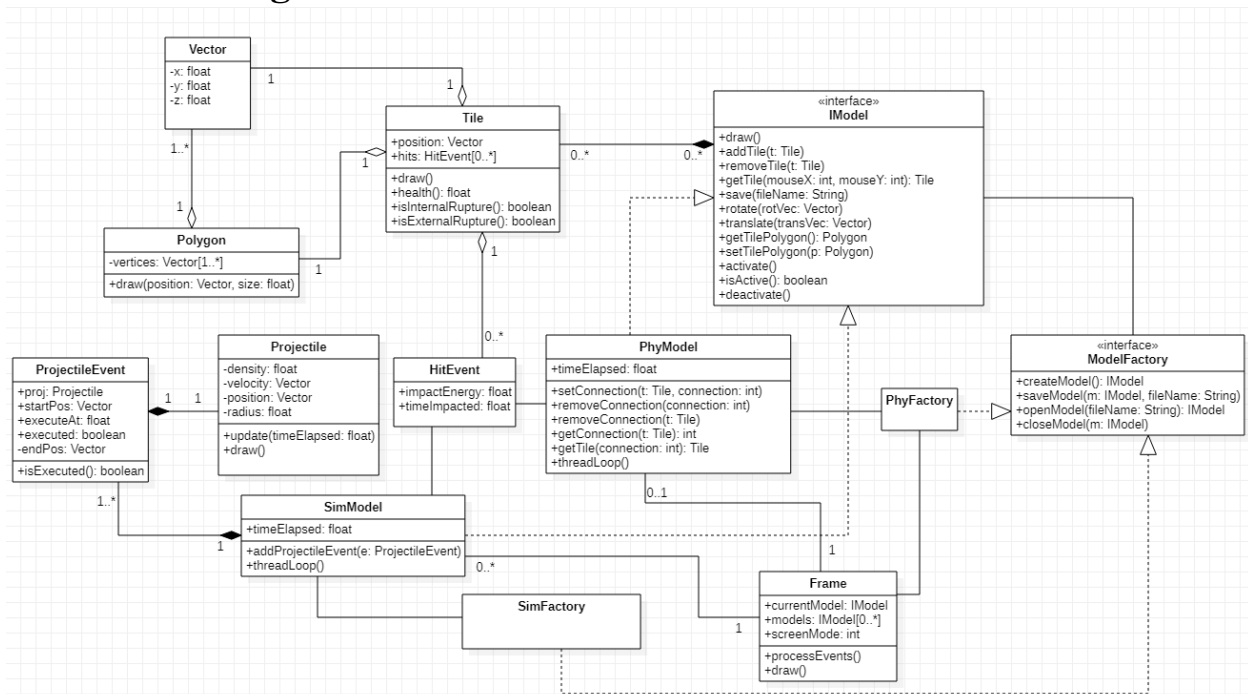 Vector
-x: float
-y: float
-z: float
1
1
1..*
1
Tile
+position: Vector
+hits: HitEvent[0..*]
+draw()
+health(): float
+isInternalRupture(): boolean
+isExternalRupture(): boolean
1
1
0..*
0..*
«interface»
IModel
+draw()
+addTile(t: Tile)
+removeTile(t: Tile)
+getTile(mouseX: int, mouseY: int): Tile
+save(fileName: String)
+rotate(rotVec: Vector)
+translate(transVec: Vector)
+getTilePolygon(): Polygon
+setTilePolygon(p: Polygon)
+activate()
+isActive(): boolean
+deactivate()
Polygon
-vertices: Vector[1..*]
+draw(position: Vector, size: float)
1
0..*
ProjectileEvent
+proj: Projectile
+startPos: Vector
+executeAt: float
+executed: boolean
-endPos: Vector
+isExecuted(): boolean
1
1
Projectile
-density: float
-velocity: Vector
-position: Vector
-radius: float
+update(timeElapsed: float)
+draw()
HitEvent
+impactEnergy: float
+timeImpacted: float
PhyModel
+timeElapsed: float
+setConnection(t: Tile, connection: int)
+removeConnection(connection: int)
+removeConnection(t: Tile)
+getConnection(t: Tile): int
+getTile(connection: int): Tile
+threadLoop()
PhyFactory
«interface»
ModelFactory
+createModel(): IModel
+saveModel(m: IModel, fileName: String)
+openModel(fileName: String): IModel
+closeModel(m: IModel)
1..*
1
SimModel
+timeElapsed: float
+addProjectileEvent(e: ProjectileEvent)
+threadLoop()
0..*
0..1
1
SimFactory
1
Frame
+currentModel: IModel
+models: IModel[0..*]
+screenMode: int
+processEvents()
+draw()